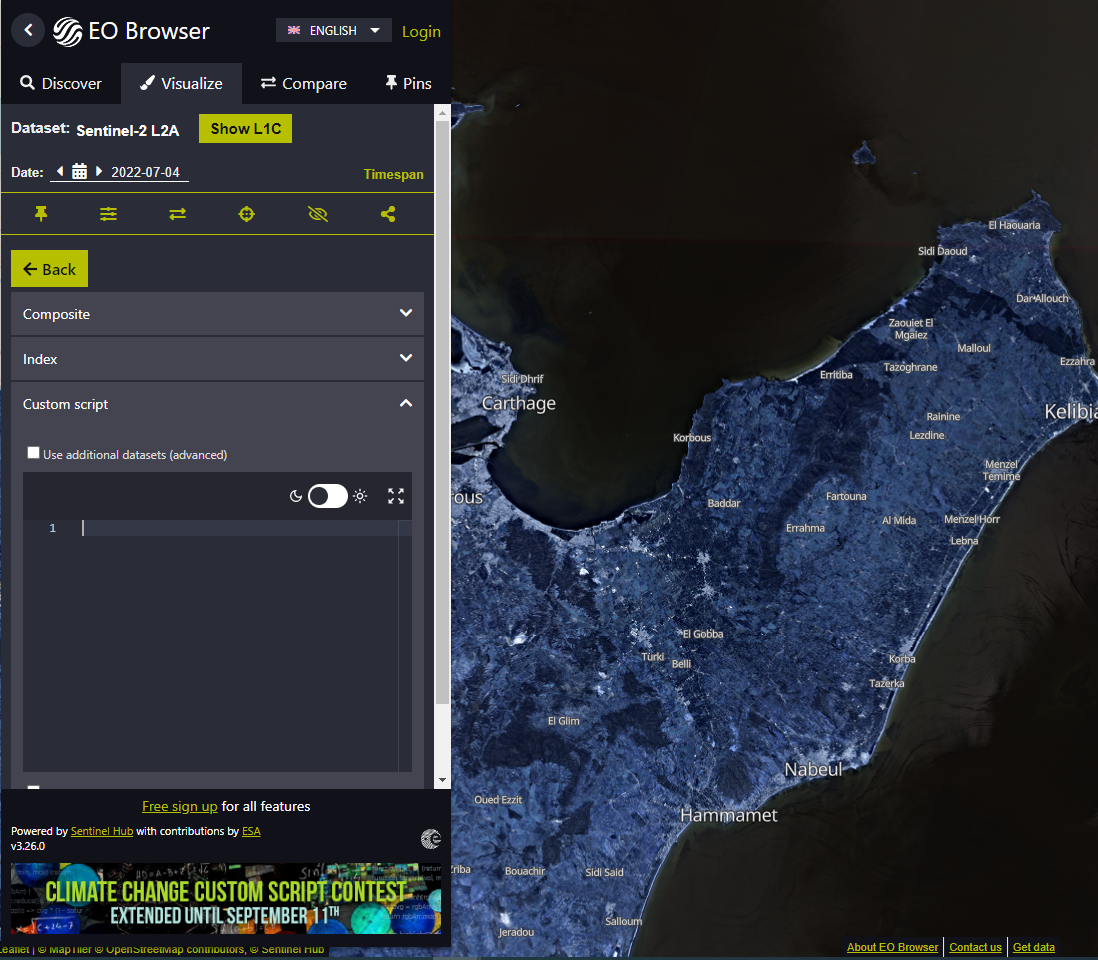 EO Browser
ENGLISH
Login
Discover
Visualize
Compare
Pins
Dataset: Sentinel-2 L2A
Show L1C
Date: 2022-07-04
Timespan
Back
Composite
Index
Custom script
Use additional datasets (advanced)
1
Free sign up for all features
Powered by Sentinel Hub with contributions by ESA
v3.26.0
CLIMATE CHANGE CUSTOM SCRIPT CONTEST
EXTENDED UNTIL SEPTEMBER 11TH
eaflet | © MapTiler © OpenStreetMap contributors, © Sentinel Hub
El Haouaria
Sidi Daoud
Dar Allouch
Zaouiet El
Mgaiez
Malloul
Ezzahra
Tazoghrane
Erritiba
Sidi Dhrif
Carthage
Kelibia
Rainine
Korbous
Lezdine
Menzel
Temime
rous
Baddar
Fartouna
Errahma
Al Mida
Menzel Horr
Lebna
El Gobba
Turki
Belli
Korba
Tazerka
El Glim
Nabeul
Oued Ezzit
Hammamet
Zriba
Bouachir
Sidi Said
Salloum
Jeradou
About EO Browser
Contact us
Get data